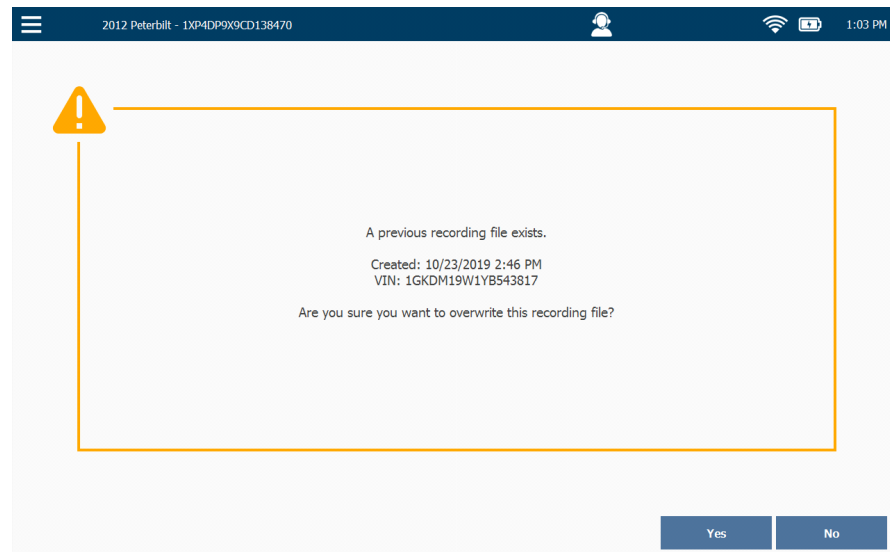 2012 Peterbilt - 1XP4DP9X9CD138470
1:03 PM
A previous recording file exists.
Created: 10/23/2019 2:46 PM
VIN: 1GKDM19W1YB543817
Are you sure you want to overwrite this recording file?
Yes
No